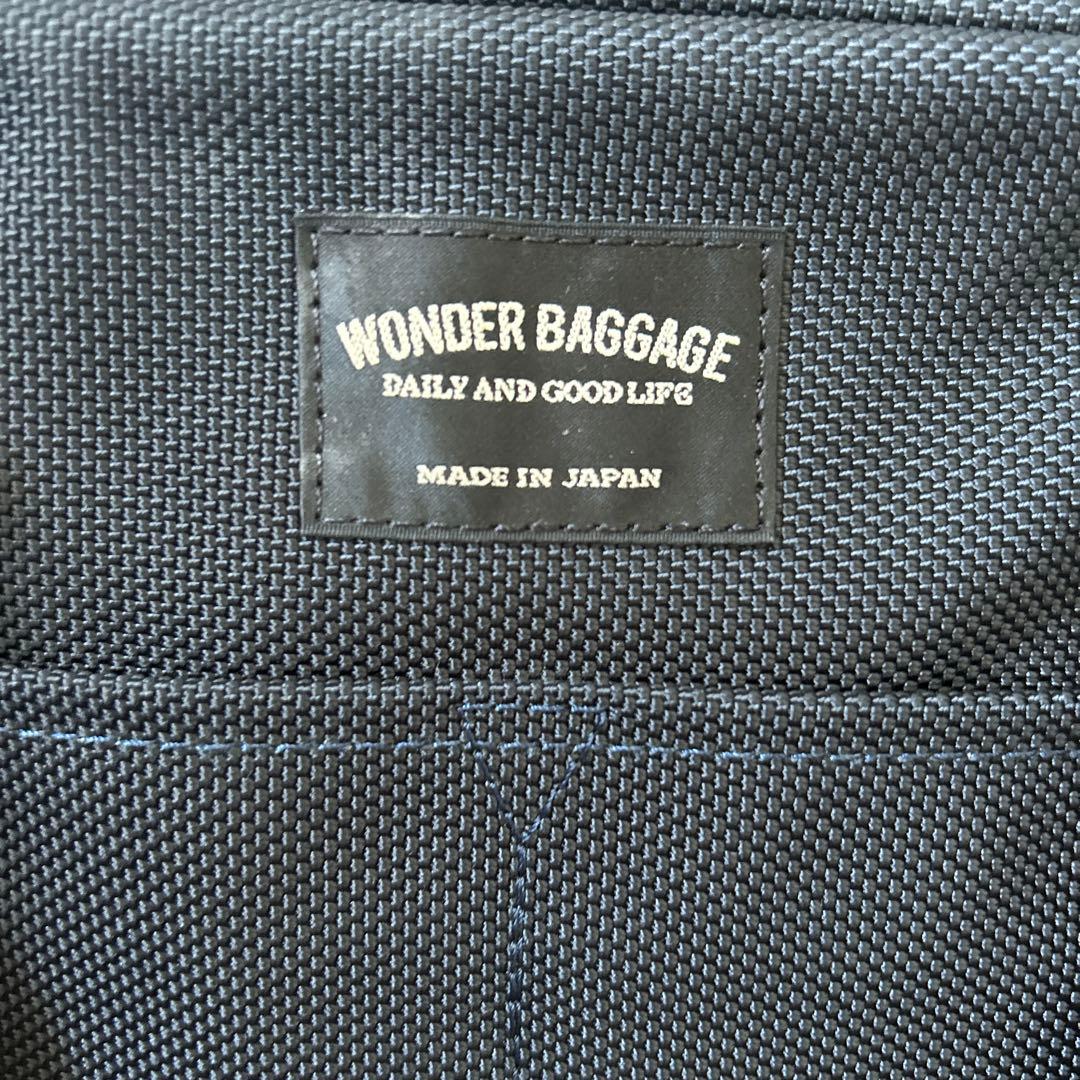 WONDER BAGGAGE
DAILY AND GOOD LIFE
MADE IN JAPAN